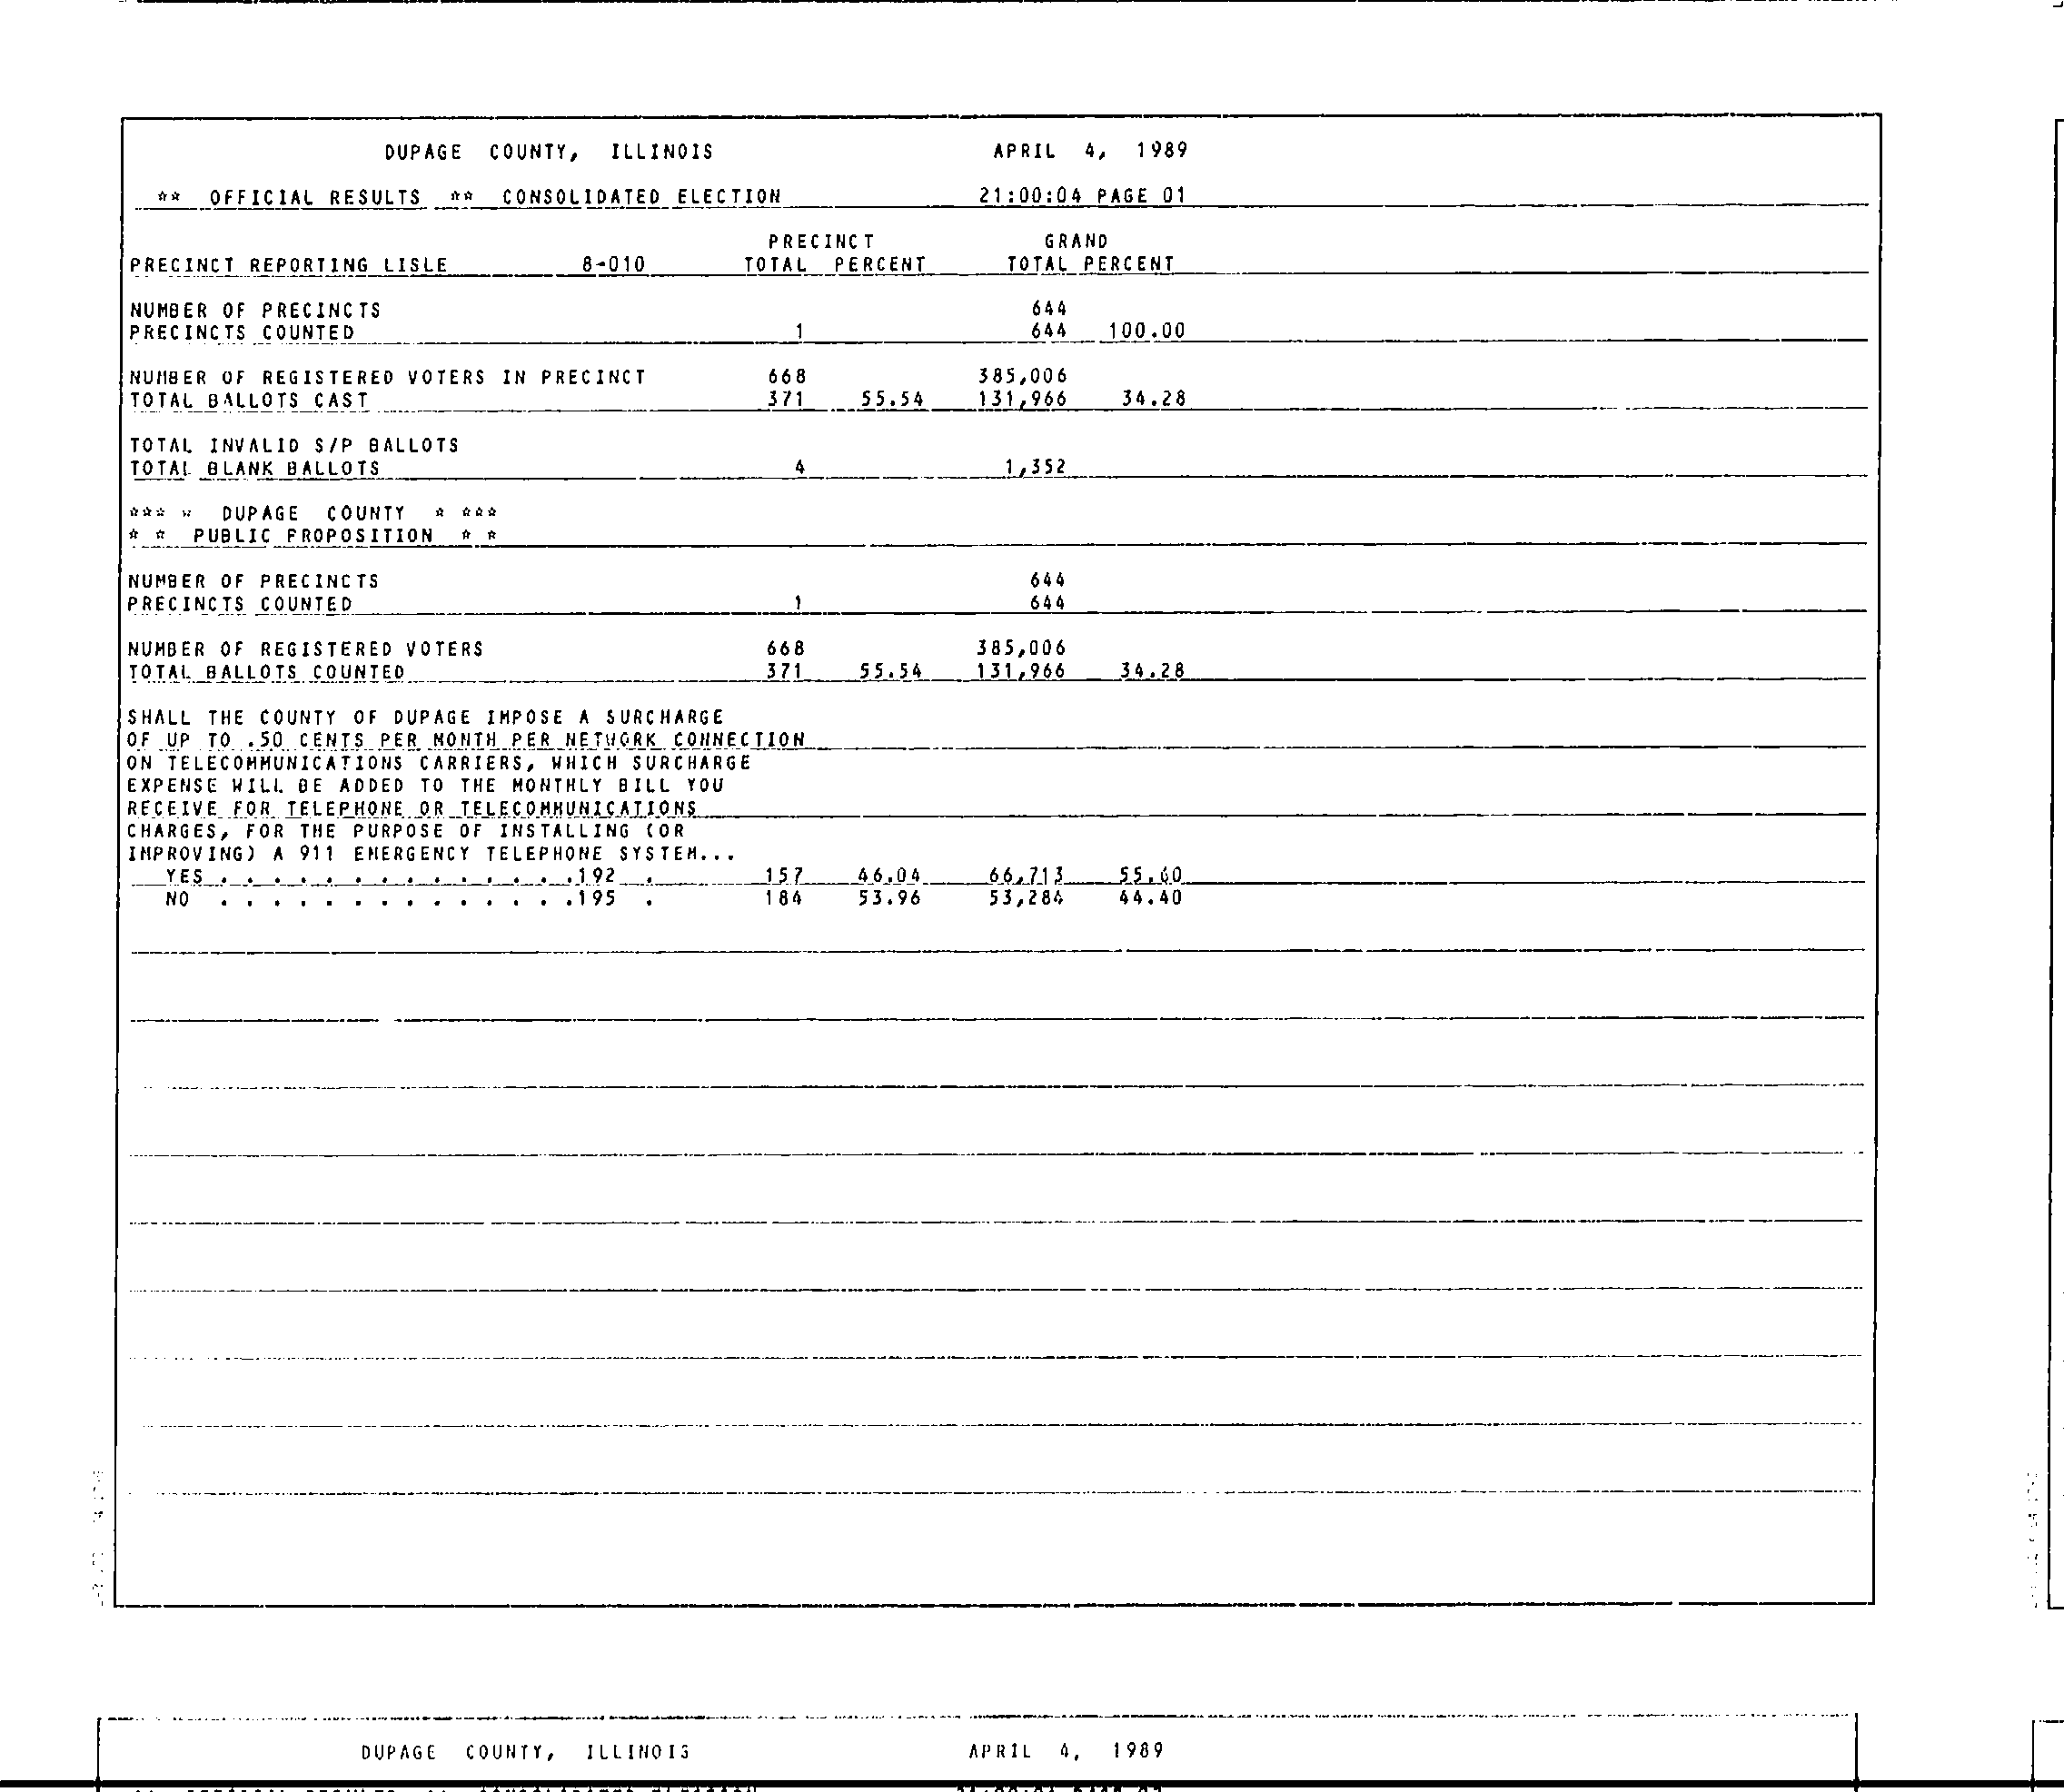 DUPAGE COUNTY, ILLINOIS APRIL 4, 1989
** OFFICIAL RESULTS ** CONSOLIDATED ELECTION 21:00:04 PAGE 01
PRECINCT GRAND
PRECINCT REPORTING LISLE 8-010 TOTAL PERCENT TOTAL PERCENT
NUMBER OF PRECINCTS 644
PRECINCTS COUNTED 1 644 100.00
NUMBER OF REGISTERED VOTERS IN PRECINCT 668 385,006
TOTAL BALLOTS CAST 371 55.54 131,966 34.28
TOTAL INVALID S/P BALLOTS
TOTAL BLANK BALLOTS 4 1,352
*** * DUPAGE COUNTY * ***
* * PUBLIC PROPOSITION * *
NUMBER OF PRECINCTS 644
PRECINCTS COUNTED 1 644
NUMBER OF REGISTERED VOTERS 668 385,006
TOTAL BALLOTS COUNTED 371 55.54 131,966 34.28
SHALL THE COUNTY OF DUPAGE IMPOSE A SURCHARGE
OF UP TO .50 CENTS PER MONTH PER NETWORK CONNECTION
ON TELECOMMUNICATIONS CARRIERS, WHICH SURCHARGE
EXPENSE WILL BE ADDED TO THE MONTHLY BILL YOU
RECEIVE FOR TELEPHONE OR TELECOMMUNICATIONS
CHARGES, FOR THE PURPOSE OF INSTALLING (OR
IMPROVING) A 911 EMERGENCY TELEPHONE SYSTEM...
YES . . . . . . . . . . . . . .192 . 157 46.04 66,713 55.60
NO . . . . . . . . . . . . . .195 . 184 53.96 53,284 44.40
DUPAGE COUNTY, ILLINOIS APRIL 4, 1989